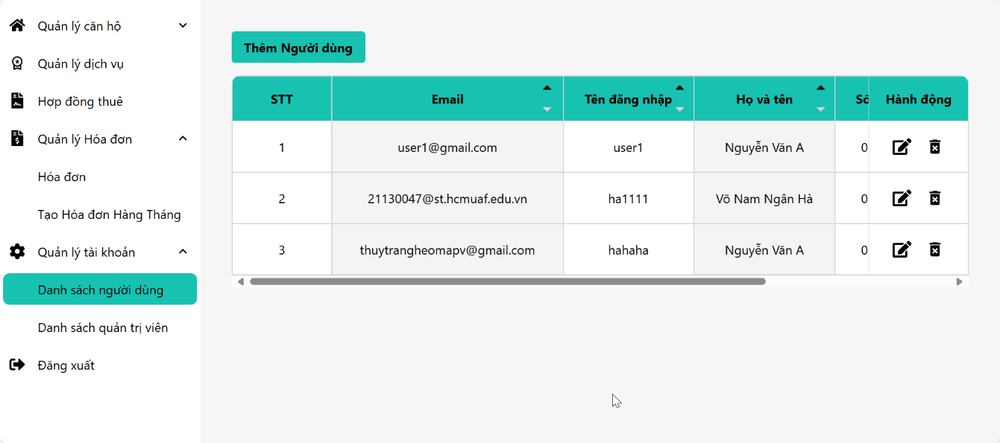 Quản lý căn hộ
Quản lý dịch vụ
Hợp đồng thuê
Quản lý Hóa đơn
Hóa đơn
Tạo Hóa đơn Hàng Tháng
Quản lý tài khoản
Danh sách người dùng
Danh sách quản trị viên
Đăng xuất
Thêm Người dùng
STT Email Tên đăng nhập Họ và tên Số Hành động
1 user1@gmail.com user1 Nguyễn Văn A 0
2 21130047@st.hcmuaf.edu.vn ha1111 Võ Nam Ngân Hà 0
3 thuytrangheomapv@gmail.com hahaha Nguyễn Văn A 0